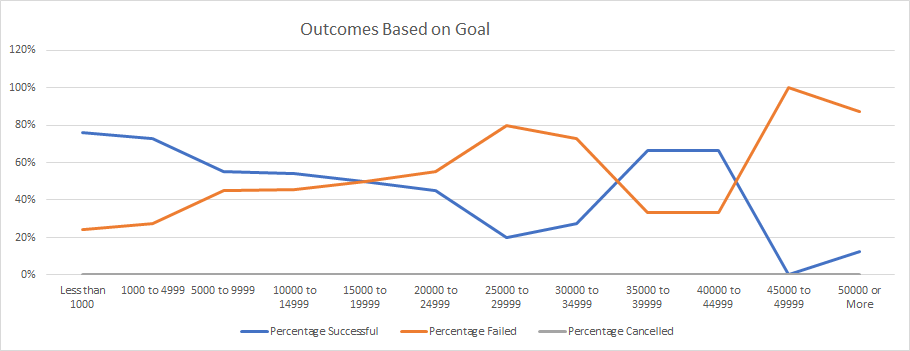 Outcomes Based on Goal
120%
100%
80%
60%
40%
20%
0%
Less than
1000
1000 to 4999
5000 to 9999
10000 to
14999
15000 to
19999
20000 to
24999
25000 to
29999
30000 to
34999
35000 to
39999
40000 to
44999
45000 to
49999
50000 or
More
Percentage Successful
Percentage Failed
Percentage Cancelled